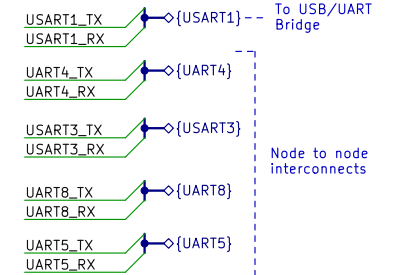 USART1_TX
USART1_RX
{USART1}
To USB/UART
Bridge
UART4_TX
UART4_RX
{UART4}
USART3_TX
USART3_RX
{USART3}
Node to node
interconnects
UART8_TX
UART8_RX
{UART8}
UART5_TX
UART5_RX
{UART5}